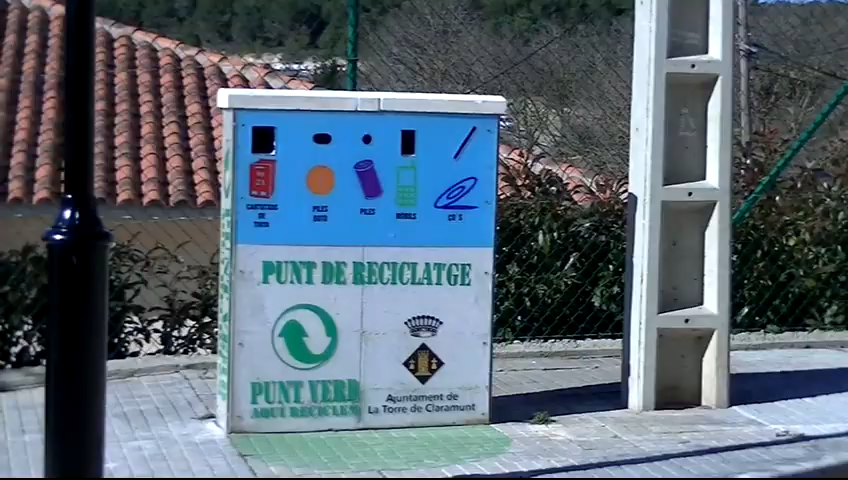 CARTUTXOS
DE
TINTA
PILES
BOTÓ
PILES
MÒBILS
CD'S
PUNT DE RECICLATGE
PUNT VERD
AQUÍ RECICLEM
Ajuntament de
La Torre de Claramunt